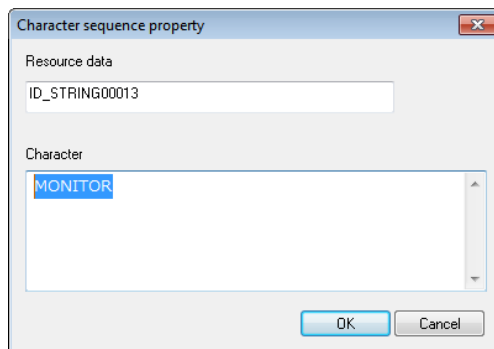 Character sequence property
Resource data
ID_STRING00013
Character
MONITOR
OK Cancel